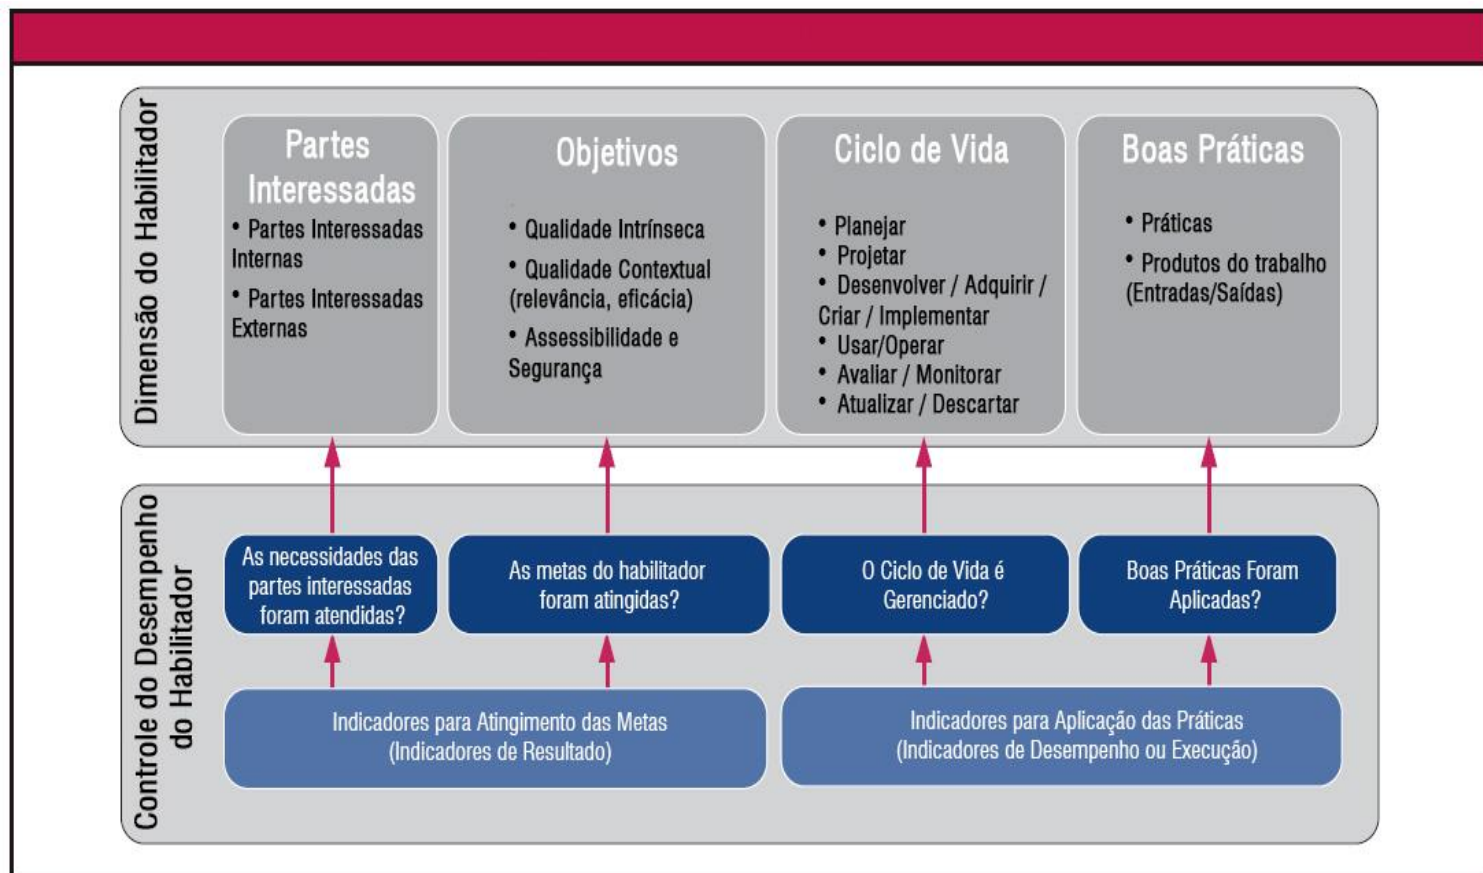 Dimensão do Habilitador
Partes
Interessadas
• Partes Interessadas
Internas
• Partes Interessadas
Externas
Objetivos
• Qualidade Intrínseca
• Qualidade Contextual
(relevância, eficácia)
• Assessibilidade e
Segurança
Ciclo de Vida
• Planejar
• Projetar
• Desenvolver / Adquirir /
Criar / Implementar
• Usar/Operar
• Avaliar / Monitorar
• Atualizar / Descartar
Boas Práticas
• Práticas
• Produtos do trabalho
(Entradas/Saídas)
Controle do Desempenho
do Habilitador
As necessidades das
partes interessadas
foram atendidas?
As metas do habilitador
foram atingidas?
O Ciclo de Vida é
Gerenciado?
Boas Práticas Foram
Aplicadas?
Indicadores para Atingimento das Metas
(Indicadores de Resultado)
Indicadores para Aplicação das Práticas
(Indicadores de Desempenho ou Execução)